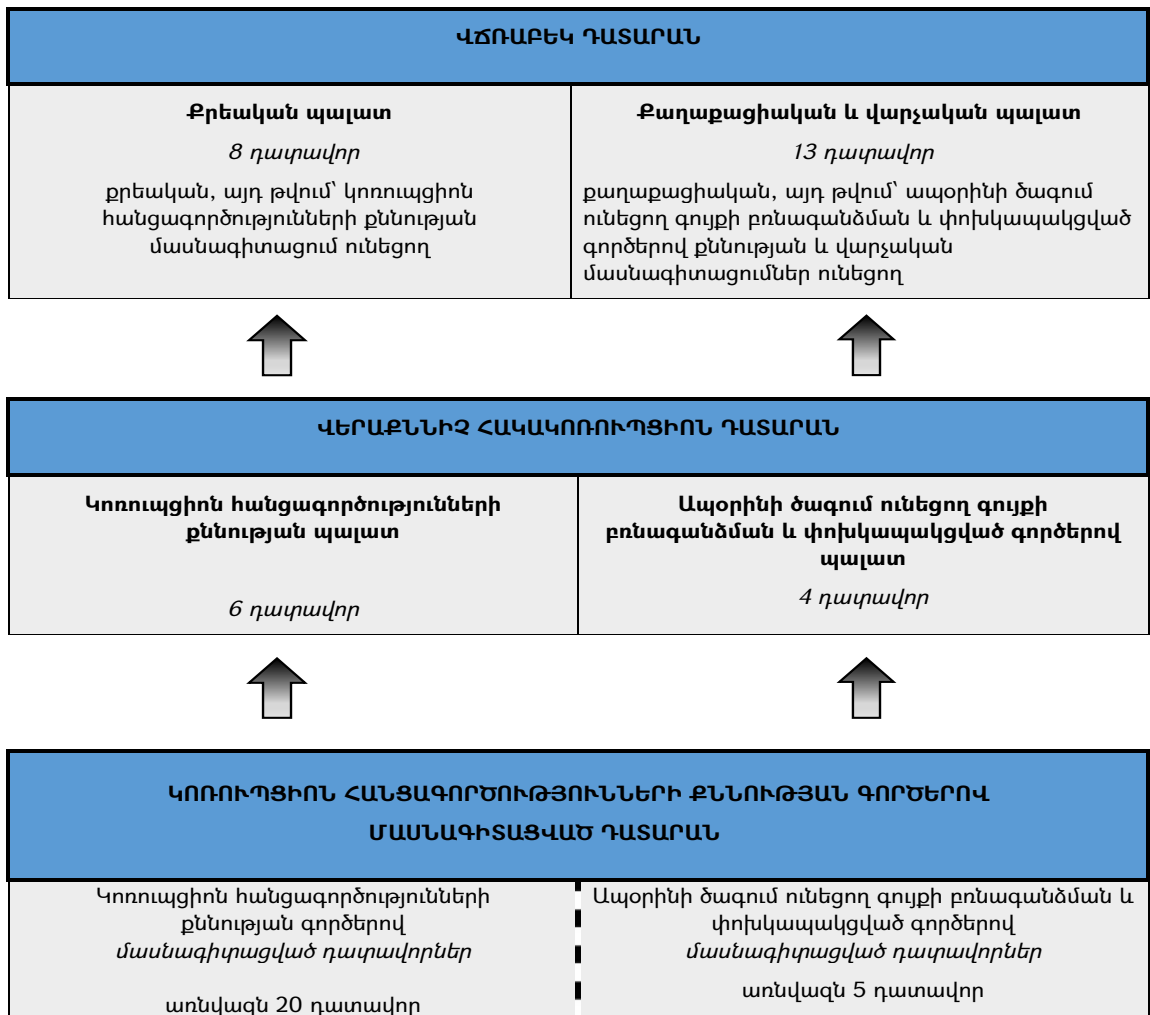 ՎՃՌԱԲԵԿ ԴԱՏԱՐԱՆ
Քրեական պալատ
8 դատավոր
քրեական, այդ թվում՝ կոռուպցիոն
հանցագործությունների քննության
մասնագիտացում ունեցող
Քաղաքացիական և վարչական պալատ
13 դատավոր
քաղաքացիական, այդ թվում՝ ապօրինի ծագում
ունեցող գույքի բռնագանձման և փոխկապակցված
գործերով քննության և վարչական
մասնագիտացումներ ունեցող
ՎԵՐԱՔՆՆԻՉ ՀԱԿԱԿՈՌՈՒՊՑԻՈՆ ԴԱՏԱՐԱՆ
Կոռուպցիոն հանցագործությունների
քննության պալատ
6 դատավոր
Ապօրինի ծագում ունեցող գույքի
բռնագանձման և փոխկապակցված գործերով
պալատ
4 դատավոր
ԿՈՌՈՒՊՑԻՈՆ ՀԱՆՑԱԳՈՐԾՈՒԹՅՈՒՆՆԵՐԻ ՔՆՆՈՒԹՅԱՆ ԳՈՐԾԵՐՈՎ
ՄԱՍՆԱԳԻՏԱՑՎԱԾ ԴԱՏԱՐԱՆ
Կոռուպցիոն հանցագործությունների
քննության գործերով
մասնագիտացված դատավորներ
առնվազն 20 դատավոր
Ապօրինի ծագում ունեցող գույքի բռնագանձման և
փոխկապակցված գործերով
մասնագիտացված դատավորներ
առնվազն 5 դատավոր